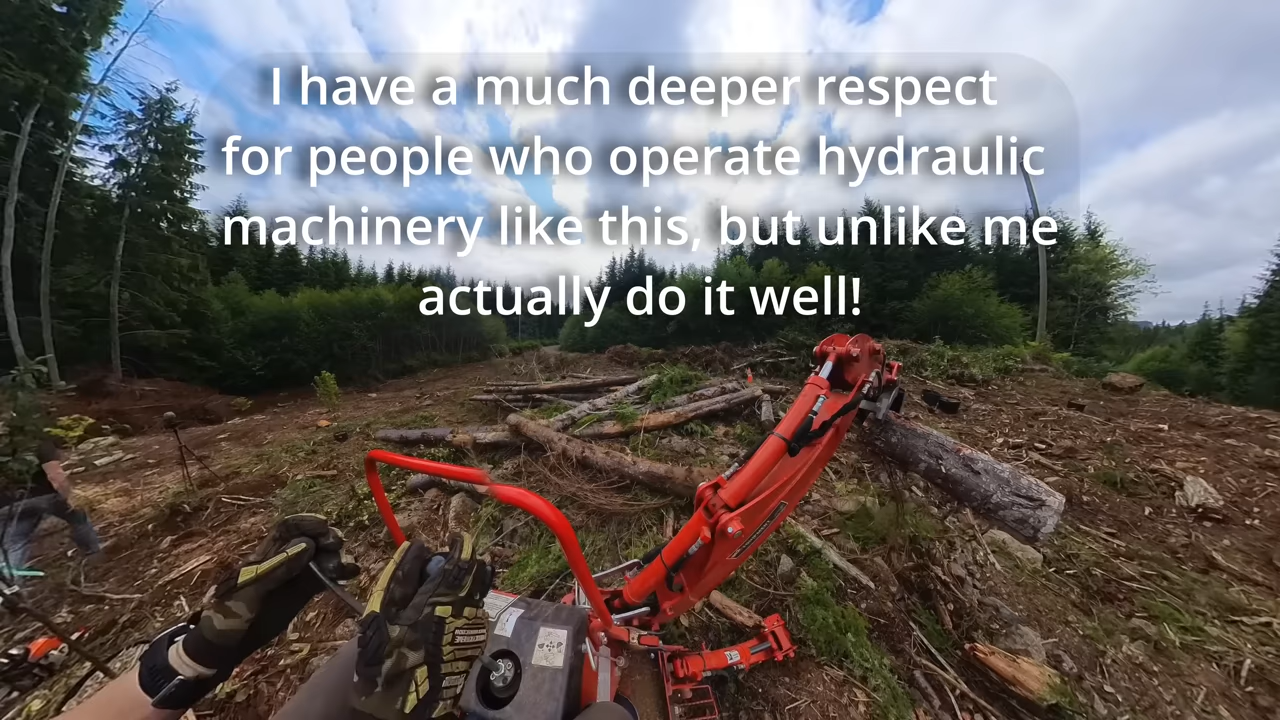 I have a much deeper respect
for people who operate hydraulic
machinery like this, but unlike me
actually do it well!